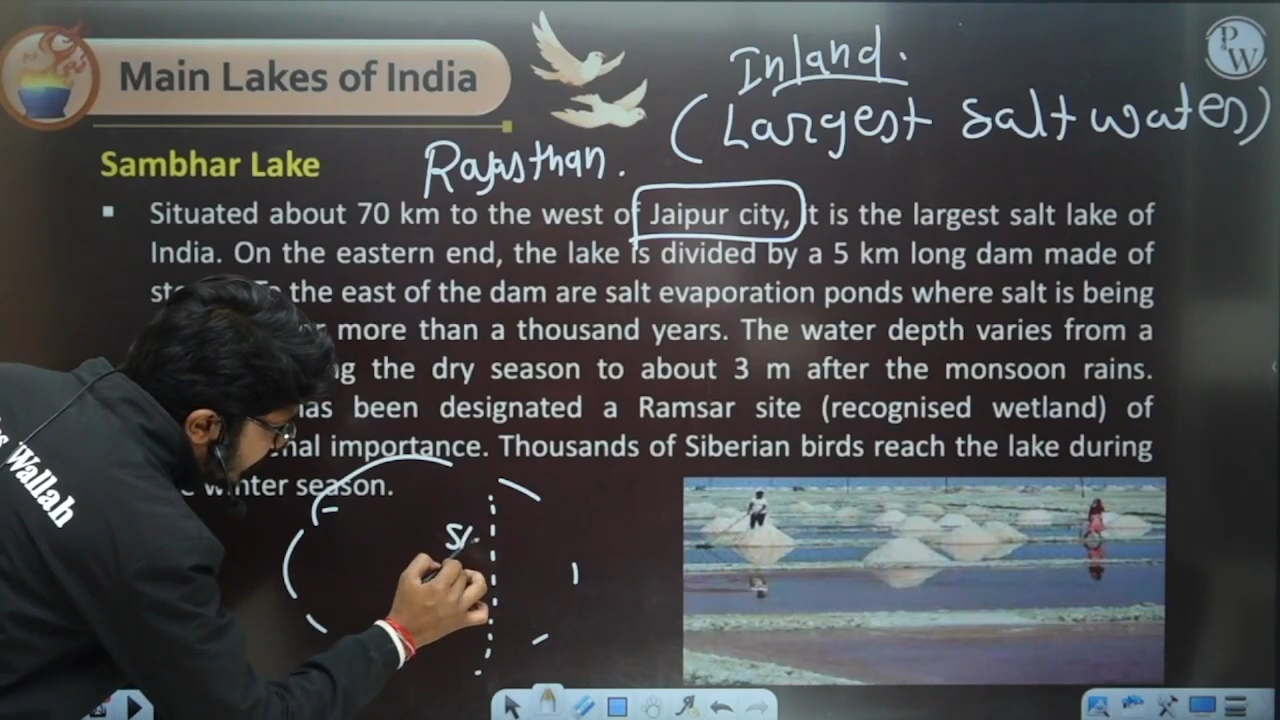 Main Lakes of India
Inland.
(Largest salt water)
PW
Sambhar Lake
Rajasthan.
Situated about 70 km to the west of Jaipur city, it is the largest salt lake of
India. On the eastern end, the lake is divided by a 5 km long dam made of
the east of the dam are salt evaporation ponds where salt is being
more than a thousand years. The water depth varies from a
the dry season to about 3 m after the monsoon rains.
has been designated a Ramsar site (recognised wetland) of
importance. Thousands of Siberian birds reach the lake during
winter season.
Wallah